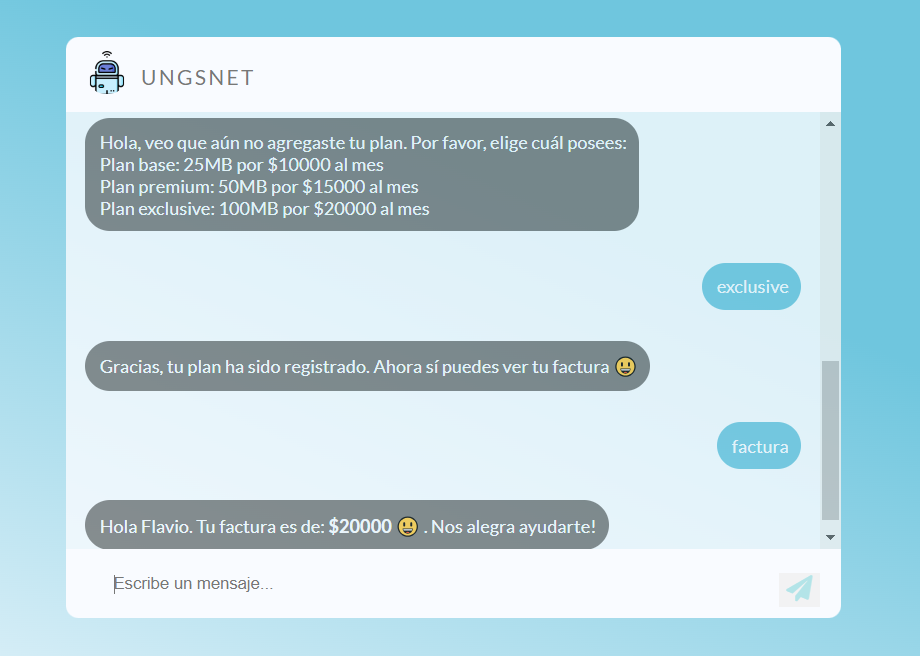 UNGSNET
Hola, veo que aún no agregaste tu plan. Por favor, elige cuál posees:
Plan base: 25MB por $10000 al mes
Plan premium: 50MB por $15000 al mes
Plan exclusive: 100MB por $20000 al mes
exclusive
Gracias, tu plan ha sido registrado. Ahora sí puedes ver tu factura 😃
factura
Hola Flavio. Tu factura es de: $20000 😃 . Nos alegra ayudarte!
Escribe un mensaje...